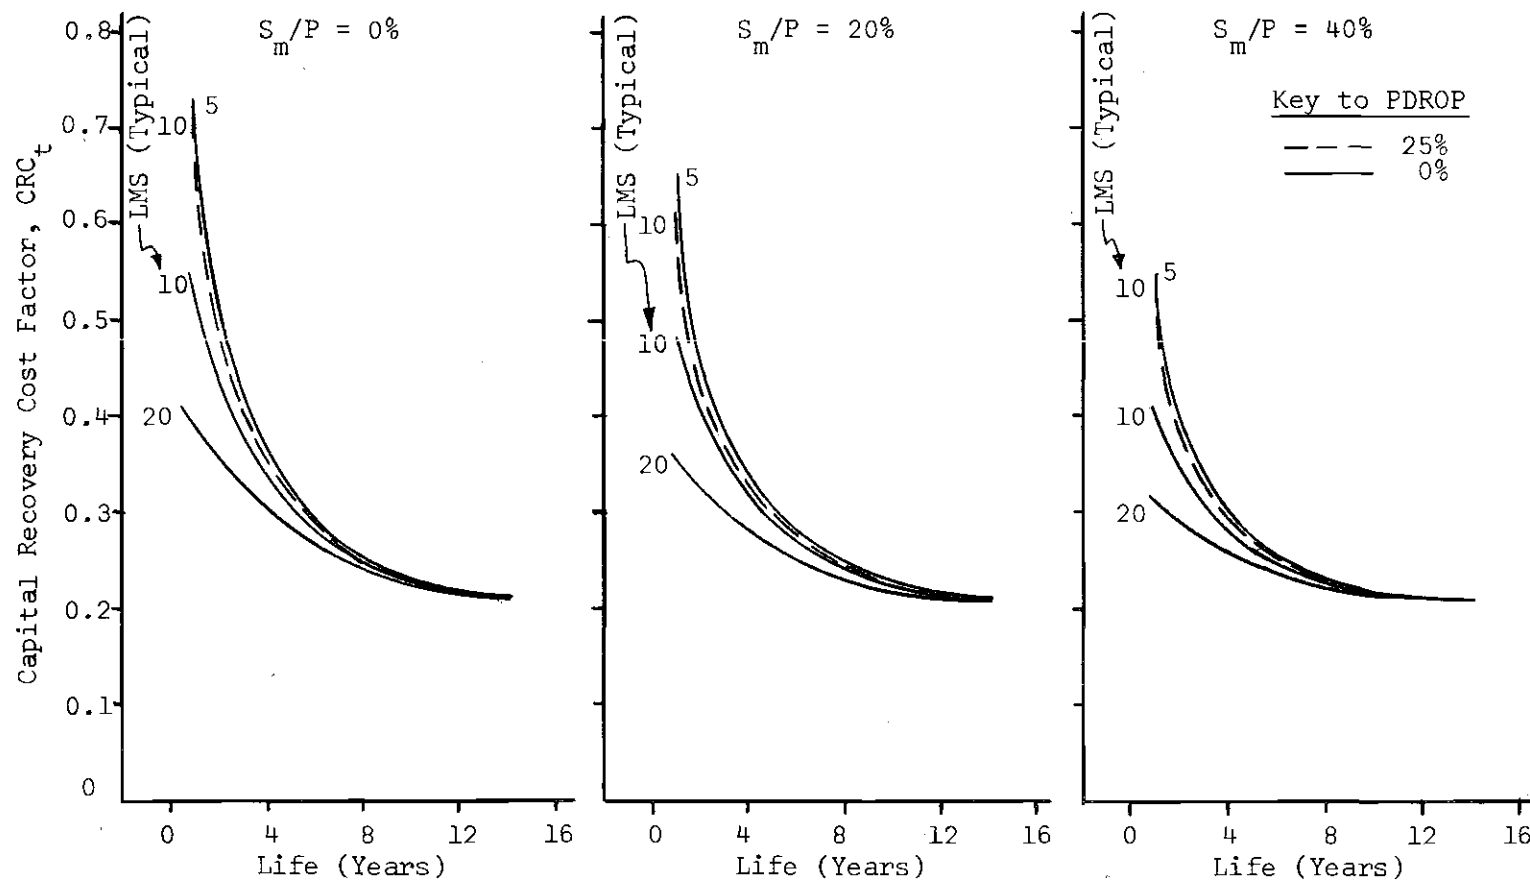 S_m/P = 0%
S_m/P = 20%
S_m/P = 40%
Key to PDROP
25%
0%
Capital Recovery Cost Factor, CRC_t
0.8
0.7
0.6
0.5
0.4
0.3
0.2
0.1
0
LMS (Typical)
5
10
10
20
0 4 8 12 16
Life (Years)
LMS (Typical)
5
10
10
20
0 4 8 12 16
Life (Years)
LMS (Typical)
5
10
10
20
0 4 8 12 16
Life (Years)